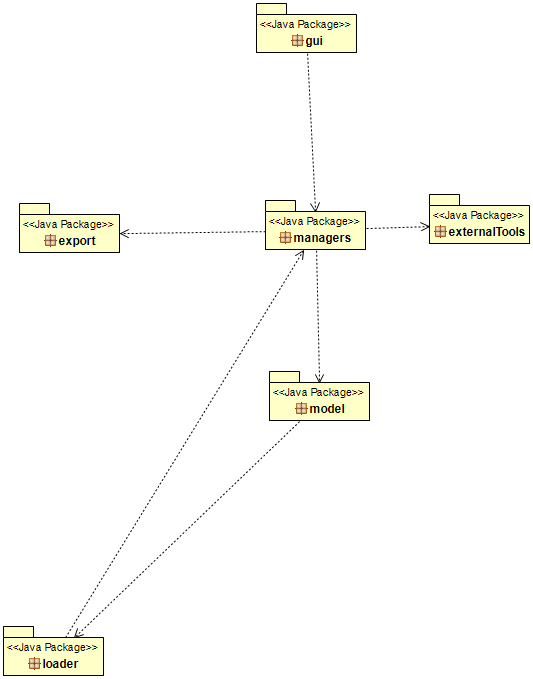 <<Java Package>>
gui
<<Java Package>>
export
<<Java Package>>
managers
<<Java Package>>
externalTools
<<Java Package>>
model
<<Java Package>>
loader